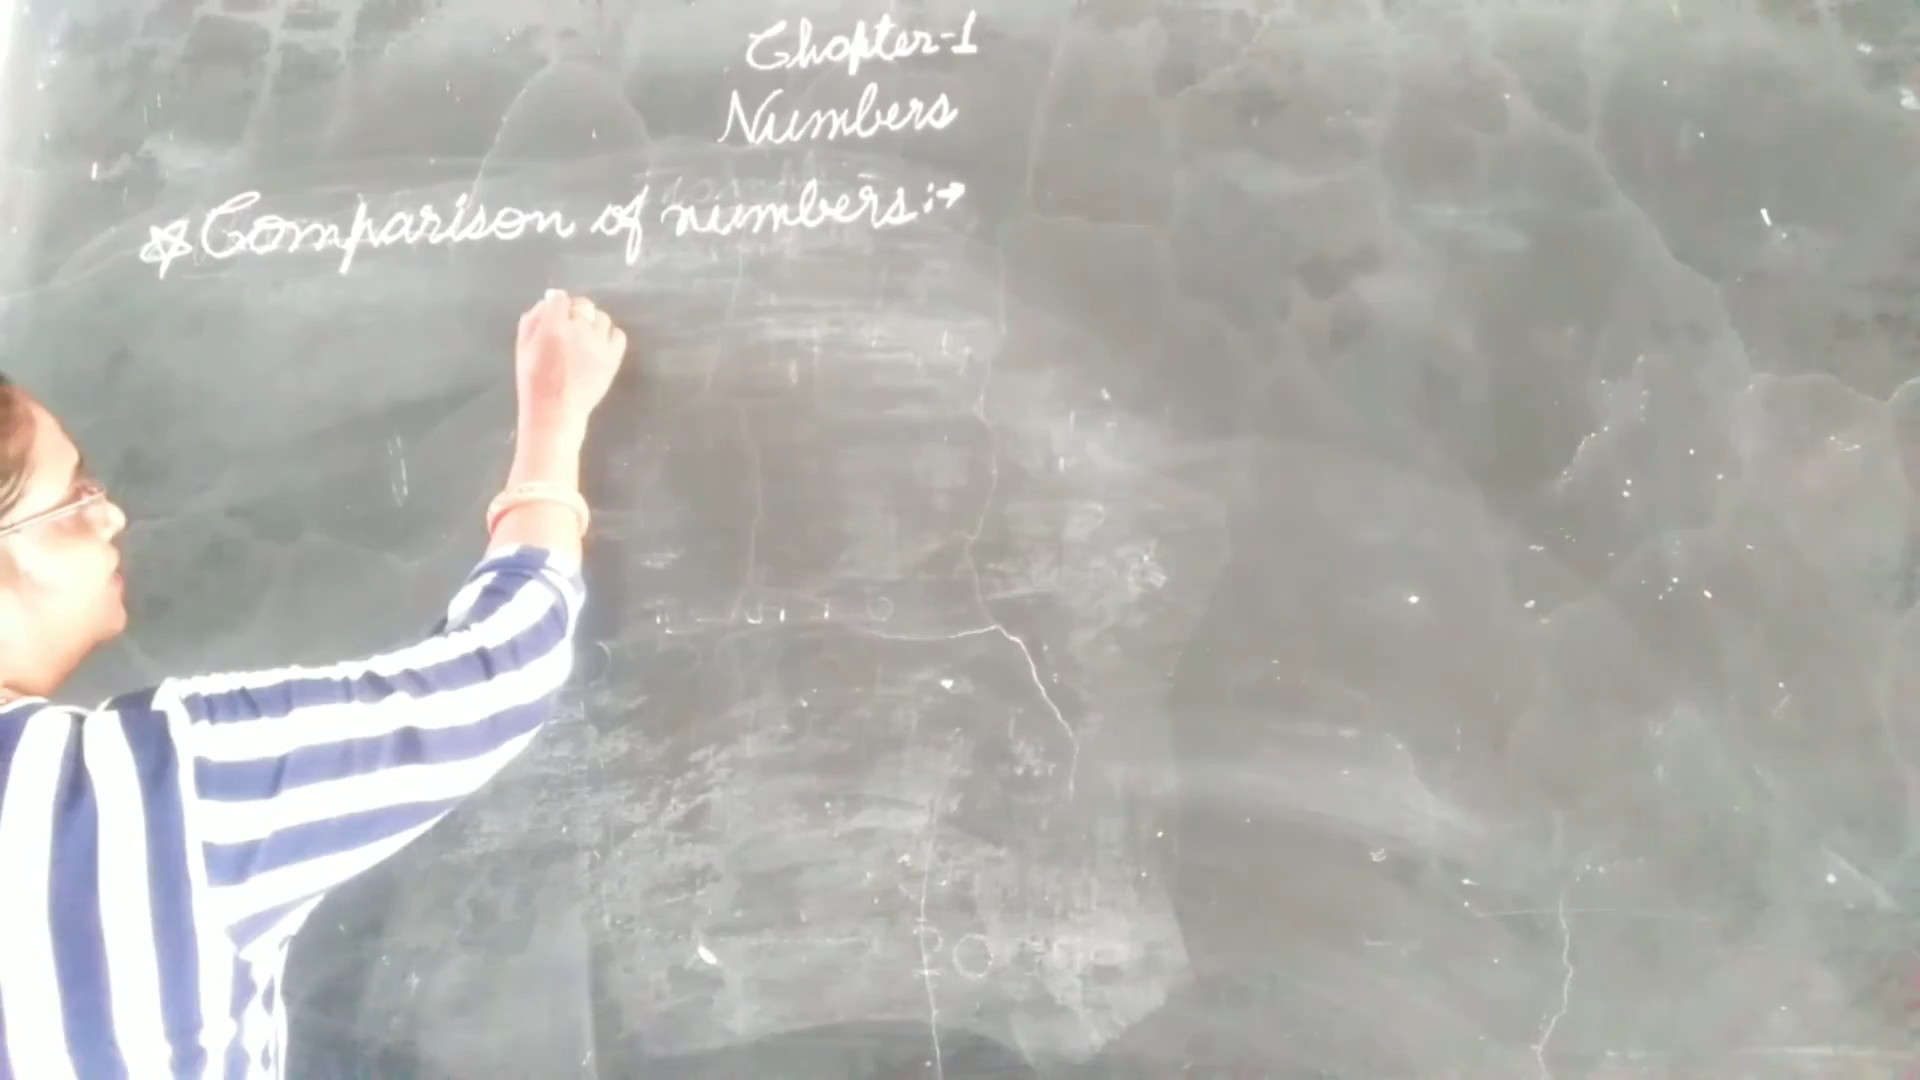 Chapter-1
Numbers
☆ Comparison of numbers:→